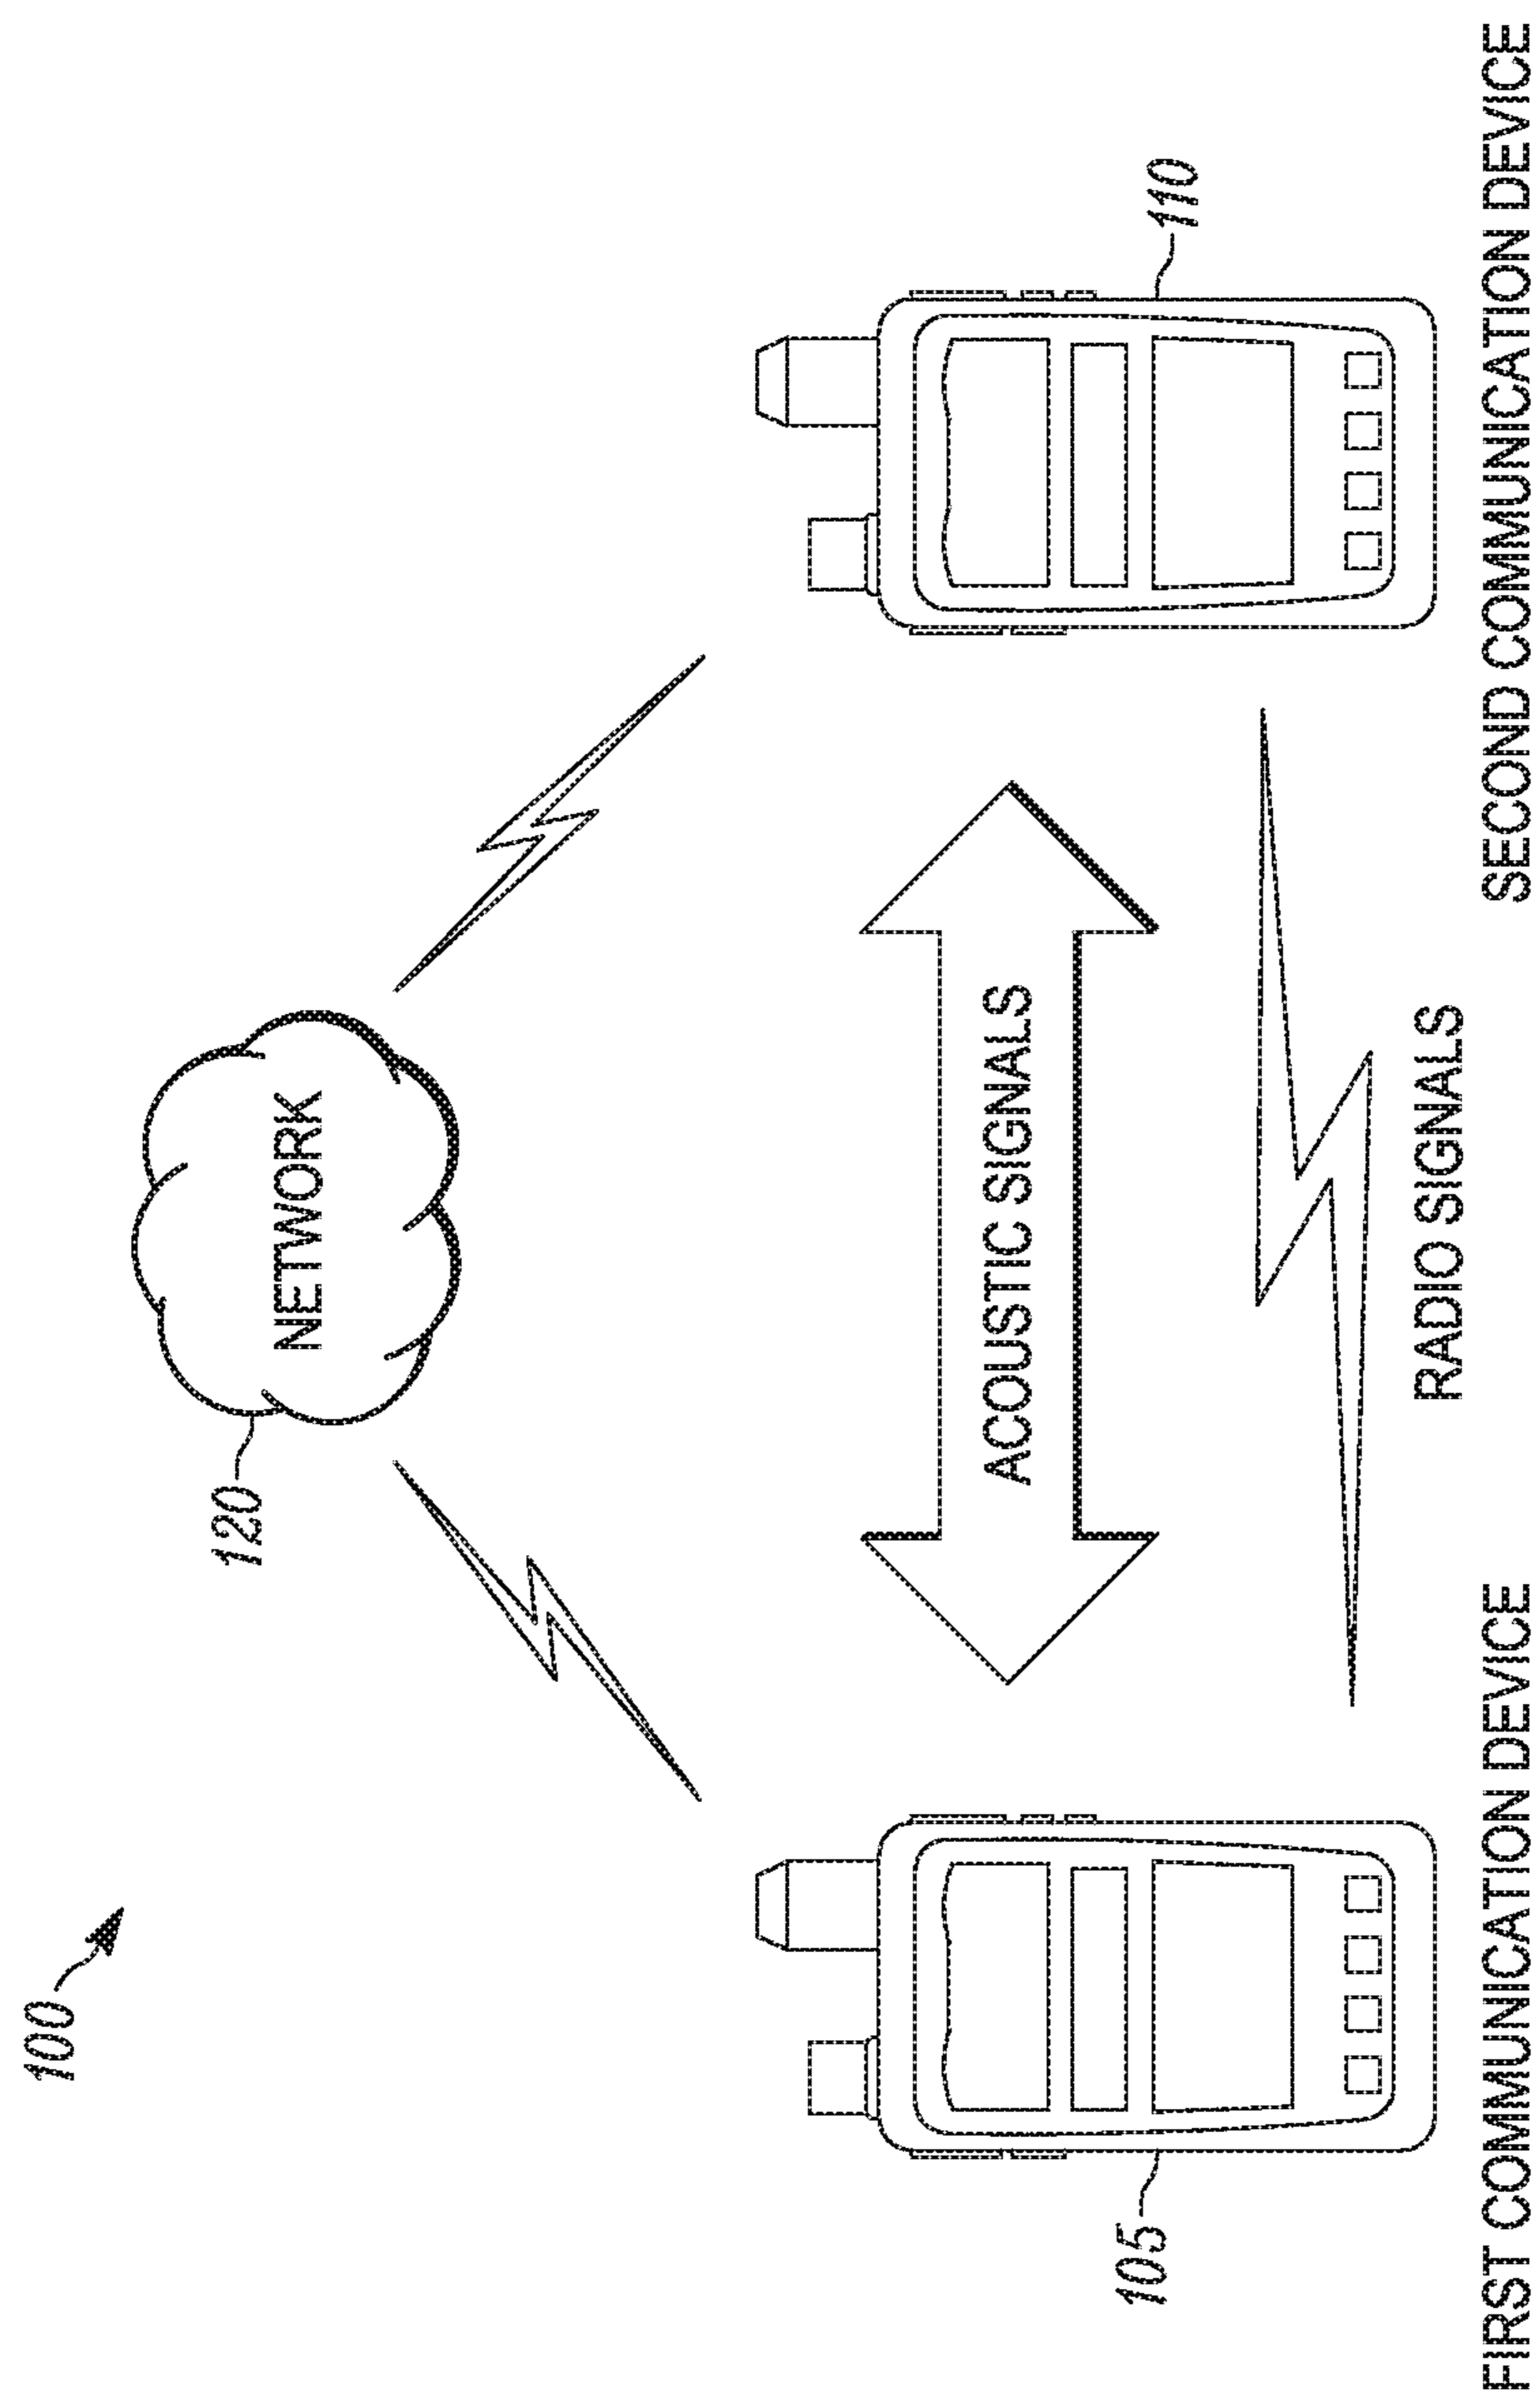 100
120
NETWORK
ACOUSTIC SIGNALS
105
110
RADIO SIGNALS
FIRST COMMUNICATION DEVICE
SECOND COMMUNICATION DEVICE